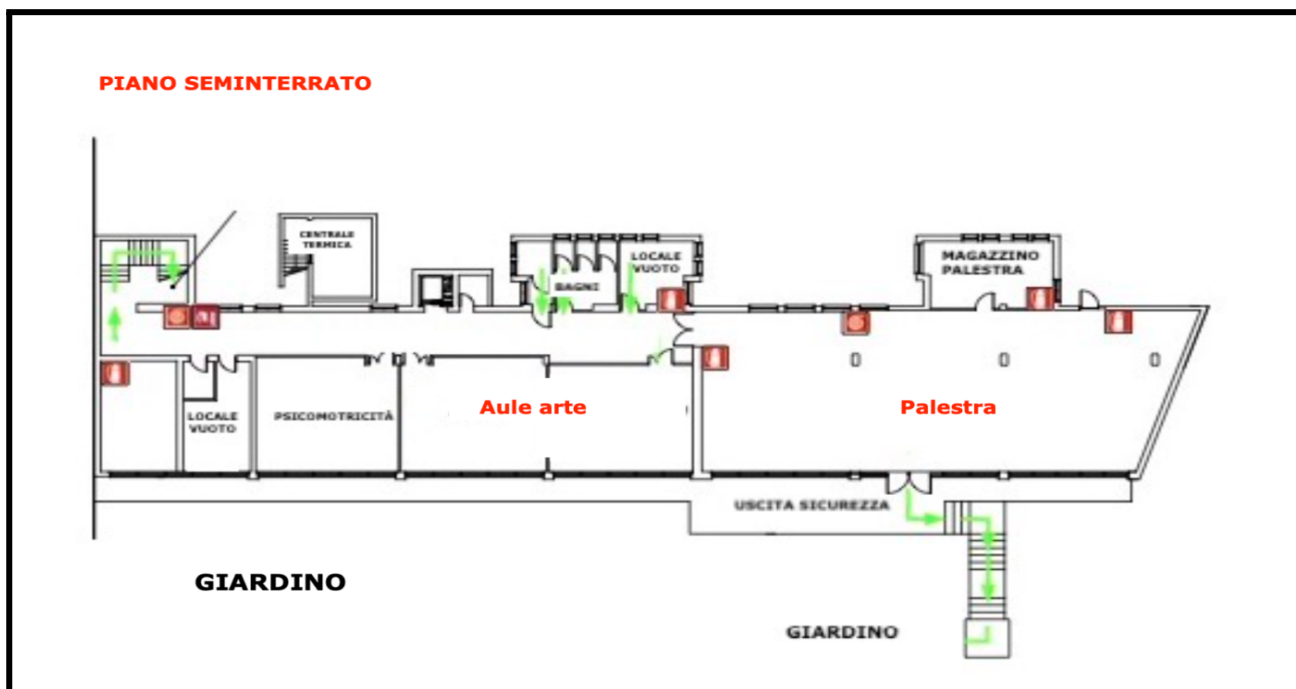 PIANO SEMINTERRATO
CENTRALE
TERMICA
BAGNI
LOCALE
VUOTO
MAGAZZINO
PALESTRA
LOCALE
VUOTO
PSICOMOTRICITÀ
Aule arte
Palestra
USCITA SICUREZZA
GIARDINO
GIARDINO